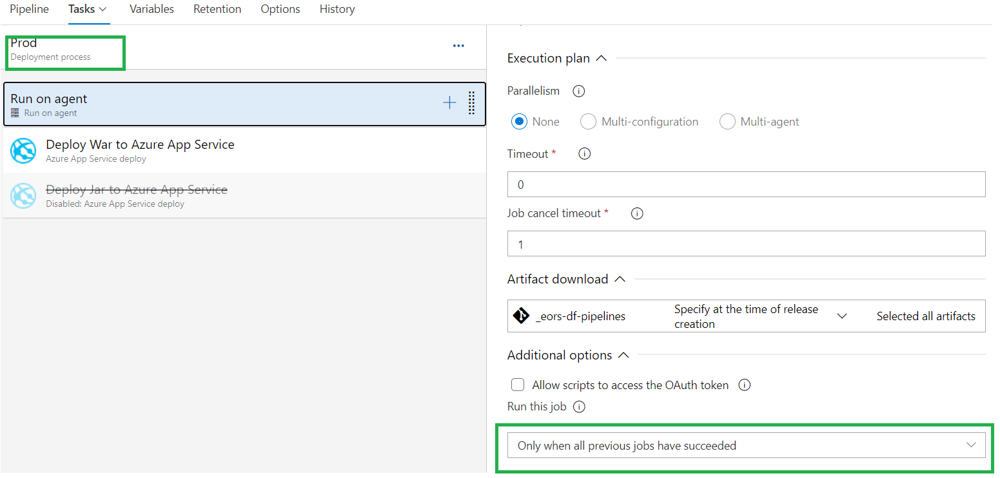 Pipeline Tasks Variables Retention Options History
Prod
Deployment process
Run on agent
Run on agent
Deploy War to Azure App Service
Azure App Service deploy
Deploy Jar to Azure App Service
Disabled: Azure App Service deploy
Execution plan
Parallelism
None Multi-configuration Multi-agent
Timeout *
0
Job cancel timeout *
1
Artifact download
_eors-df-pipelines Specify at the time of release Selected all artifacts
creation
Additional options
Allow scripts to access the OAuth token
Run this job
Only when all previous jobs have succeeded